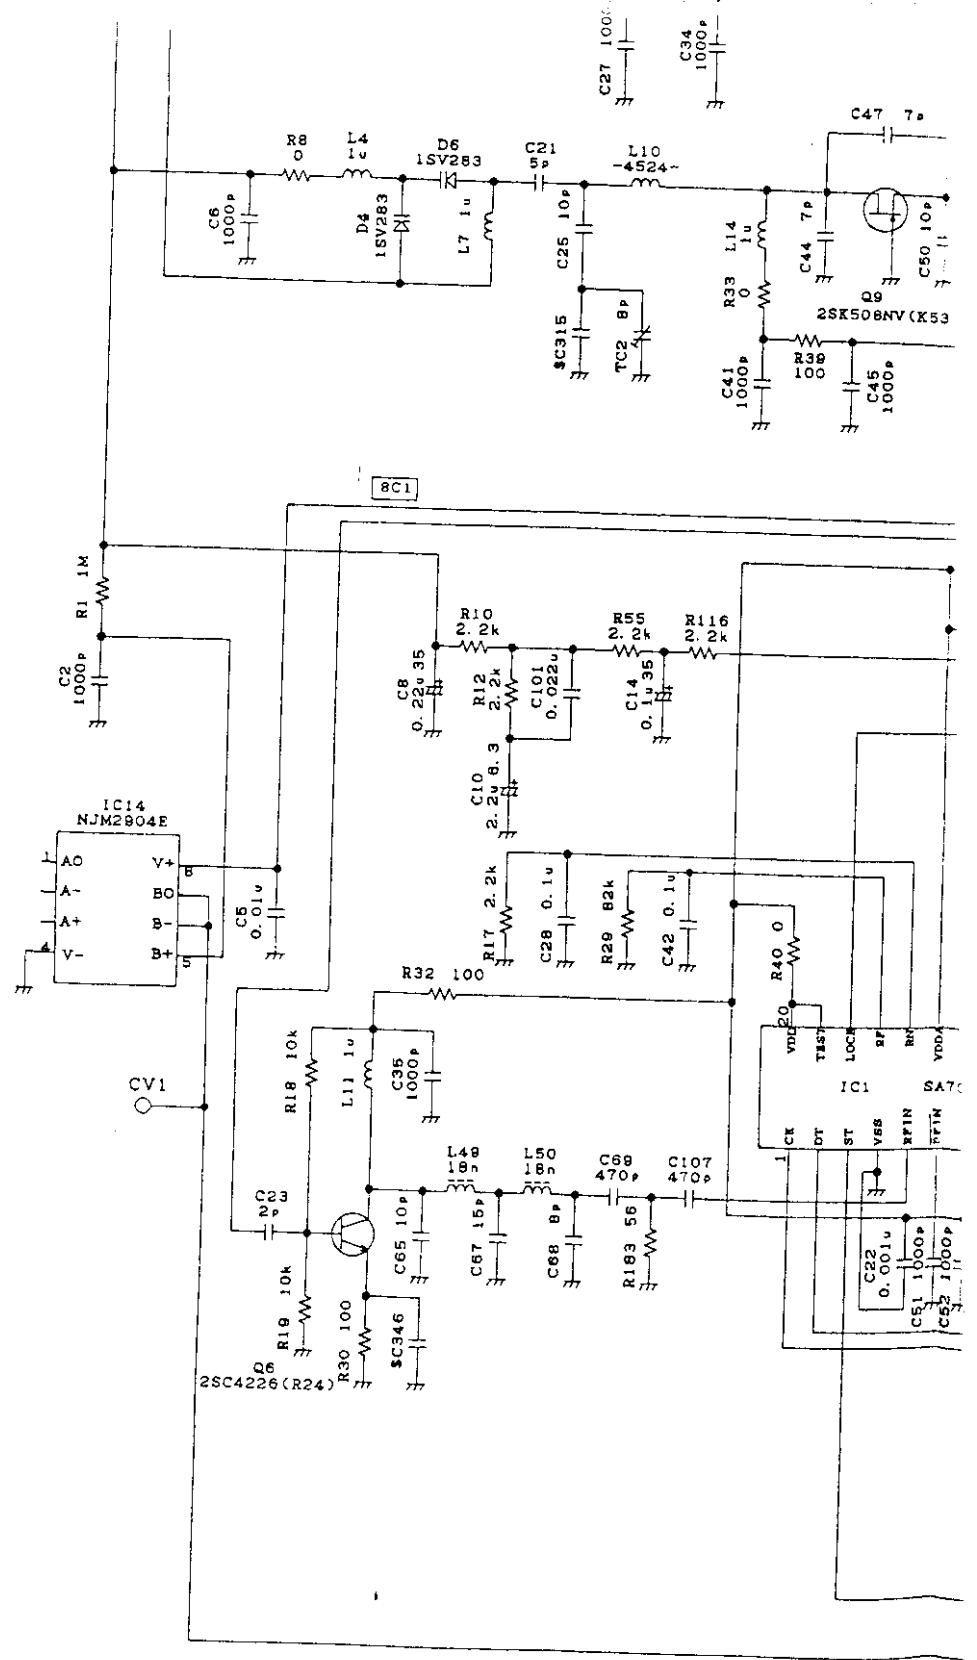 C27 100
C34
1000p
C47 7p
R8
0
L4
1u
D6
1SV283
C21
5p
L10
-4524-
C6
1000p
D4
1SV283
L7 1u
C25 10p
L14
1u
C44 7p
C50 10p
R33
0
Q9
2SK508NV(K53
$C315
TC2 8p
C41
1000p
R39
100
C45
1000p
8C1
R1 1M
C2
1000p
R10
2.2k
R55
2.2k
R116
2.2k
C8
0.22u 35
R12
2.2k
C101
0.022u
C14
0.1u 35
C10
2.2u 6.3
IC14
NJM2904E
1
AO
A-
A+
4
V-
V+
8
BO
B-
B+
5
C5
0.01u
R17 2.2k
C28 0.1u
R29 82k
C42 0.1u
R40 0
R32 100
20
VDD
TEST
LOCK
RF
RN
VDDA
IC1
SA70
1
CK
DT
ST
VSS
RFIN
RFIN
R18 10k
L11 1u
C35
1000p
CV1
L49
18n
L50
18n
C69
470p
C107
470p
C23
2p
C65 10p
C67 15p
C68 8p
R183 56
C22
0.001u
C51 1000p
C52 1000p
R19 10k
R30 100
$C346
Q6
2SC4226(R24)